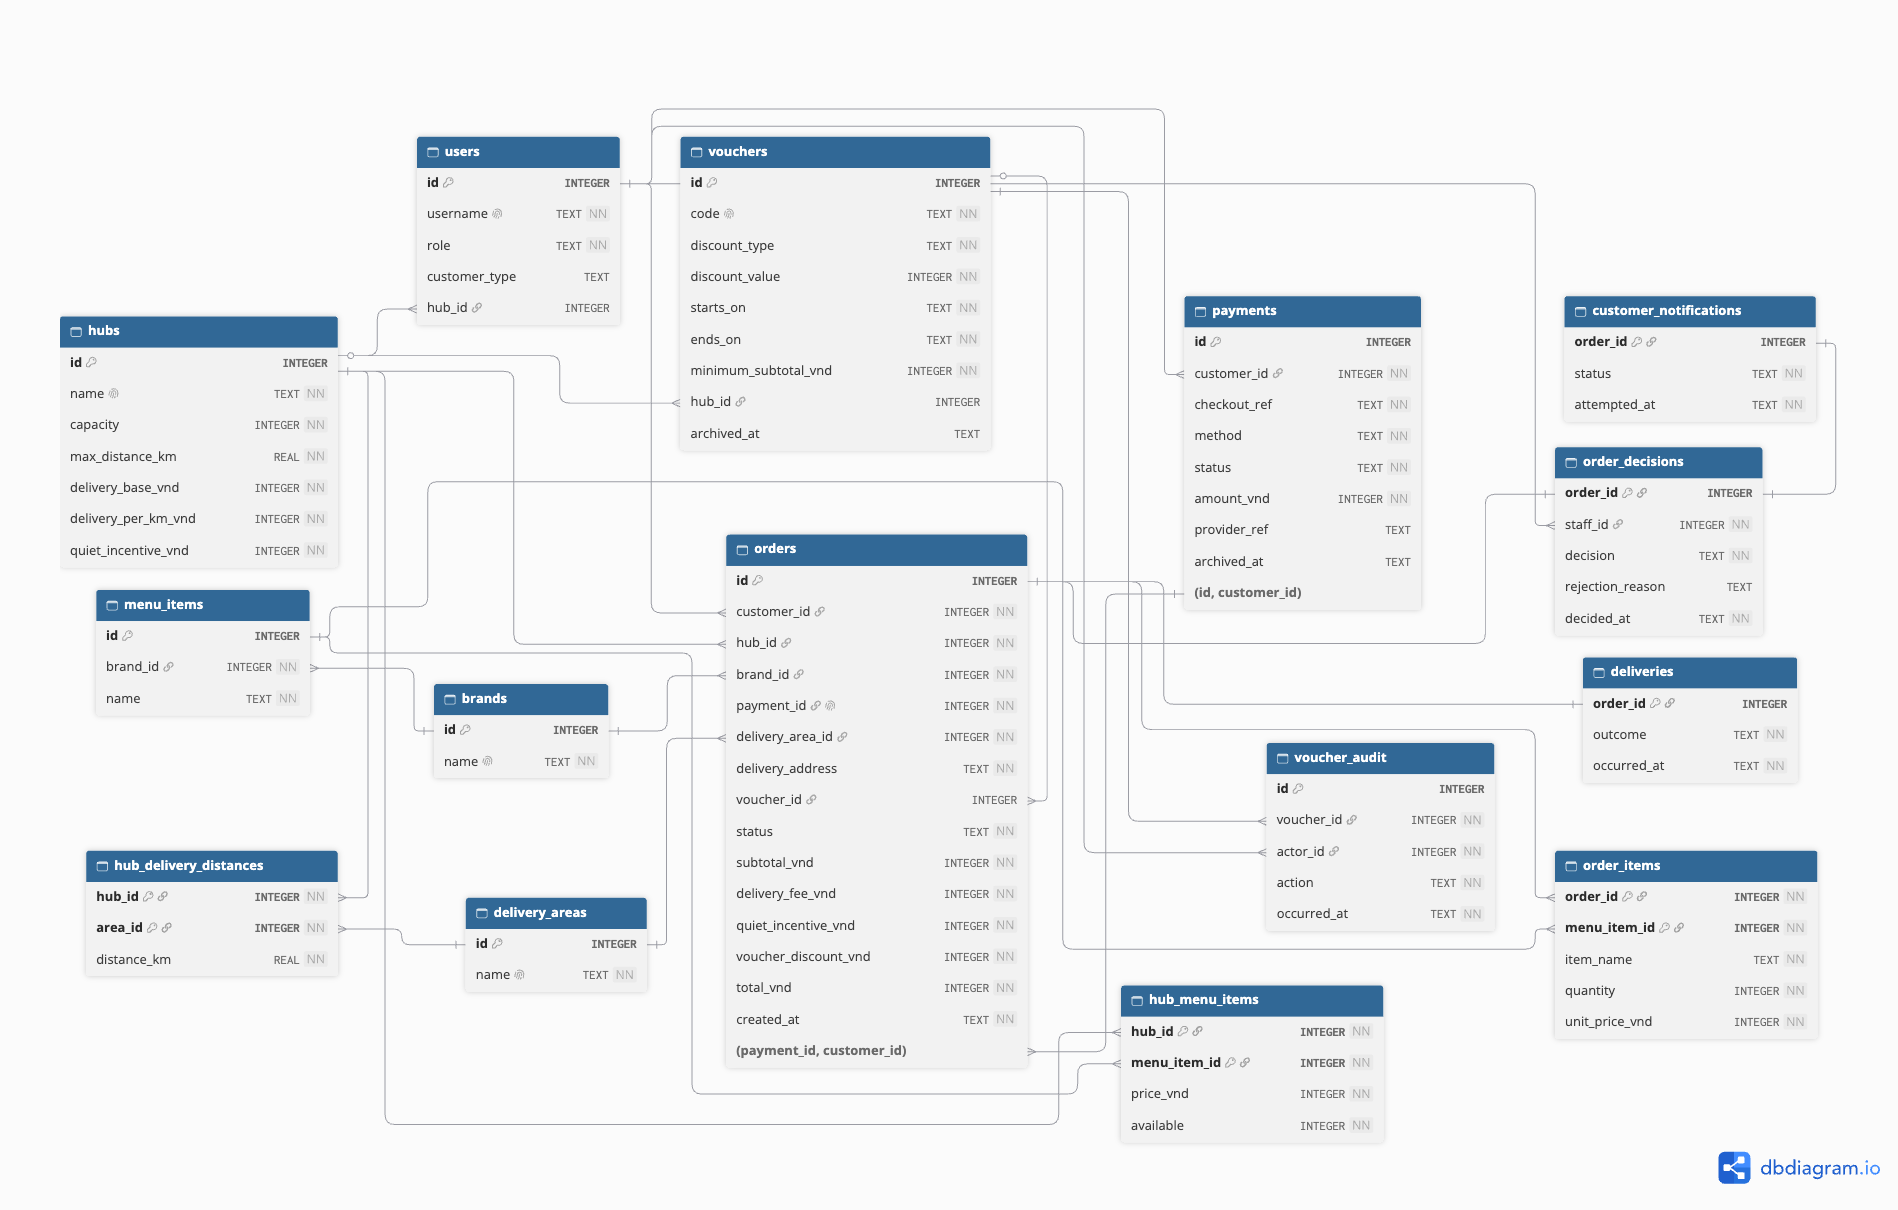 users
id INTEGER
username TEXT NN
role TEXT NN
customer_type TEXT
hub_id INTEGER
vouchers
id INTEGER
code TEXT NN
discount_type TEXT NN
discount_value INTEGER NN
starts_on TEXT NN
ends_on TEXT NN
minimum_subtotal_vnd INTEGER NN
hub_id INTEGER
archived_at TEXT
hubs
id INTEGER
name TEXT NN
capacity INTEGER NN
max_distance_km REAL NN
delivery_base_vnd INTEGER NN
delivery_per_km_vnd INTEGER NN
quiet_incentive_vnd INTEGER NN
payments
id INTEGER
customer_id INTEGER NN
checkout_ref TEXT NN
method TEXT NN
status TEXT NN
amount_vnd INTEGER NN
provider_ref TEXT
archived_at TEXT
(id, customer_id)
customer_notifications
order_id INTEGER
status TEXT NN
attempted_at TEXT NN
order_decisions
order_id INTEGER
staff_id INTEGER NN
decision TEXT NN
rejection_reason TEXT
decided_at TEXT NN
menu_items
id INTEGER
brand_id INTEGER NN
name TEXT NN
brands
id INTEGER
name TEXT NN
orders
id INTEGER
customer_id INTEGER NN
hub_id INTEGER NN
brand_id INTEGER NN
payment_id INTEGER NN
delivery_area_id INTEGER NN
delivery_address TEXT NN
voucher_id INTEGER
status TEXT NN
subtotal_vnd INTEGER NN
delivery_fee_vnd INTEGER NN
quiet_incentive_vnd INTEGER NN
voucher_discount_vnd INTEGER NN
total_vnd INTEGER NN
created_at TEXT NN
(payment_id, customer_id)
deliveries
order_id INTEGER
outcome TEXT NN
occurred_at TEXT NN
voucher_audit
id INTEGER
voucher_id INTEGER NN
actor_id INTEGER NN
action TEXT NN
occurred_at TEXT NN
hub_delivery_distances
hub_id INTEGER NN
area_id INTEGER NN
distance_km REAL NN
delivery_areas
id INTEGER
name TEXT NN
order_items
order_id INTEGER NN
menu_item_id INTEGER NN
item_name TEXT NN
quantity INTEGER NN
unit_price_vnd INTEGER NN
hub_menu_items
hub_id INTEGER NN
menu_item_id INTEGER NN
price_vnd INTEGER NN
available INTEGER NN
dbdiagram.io